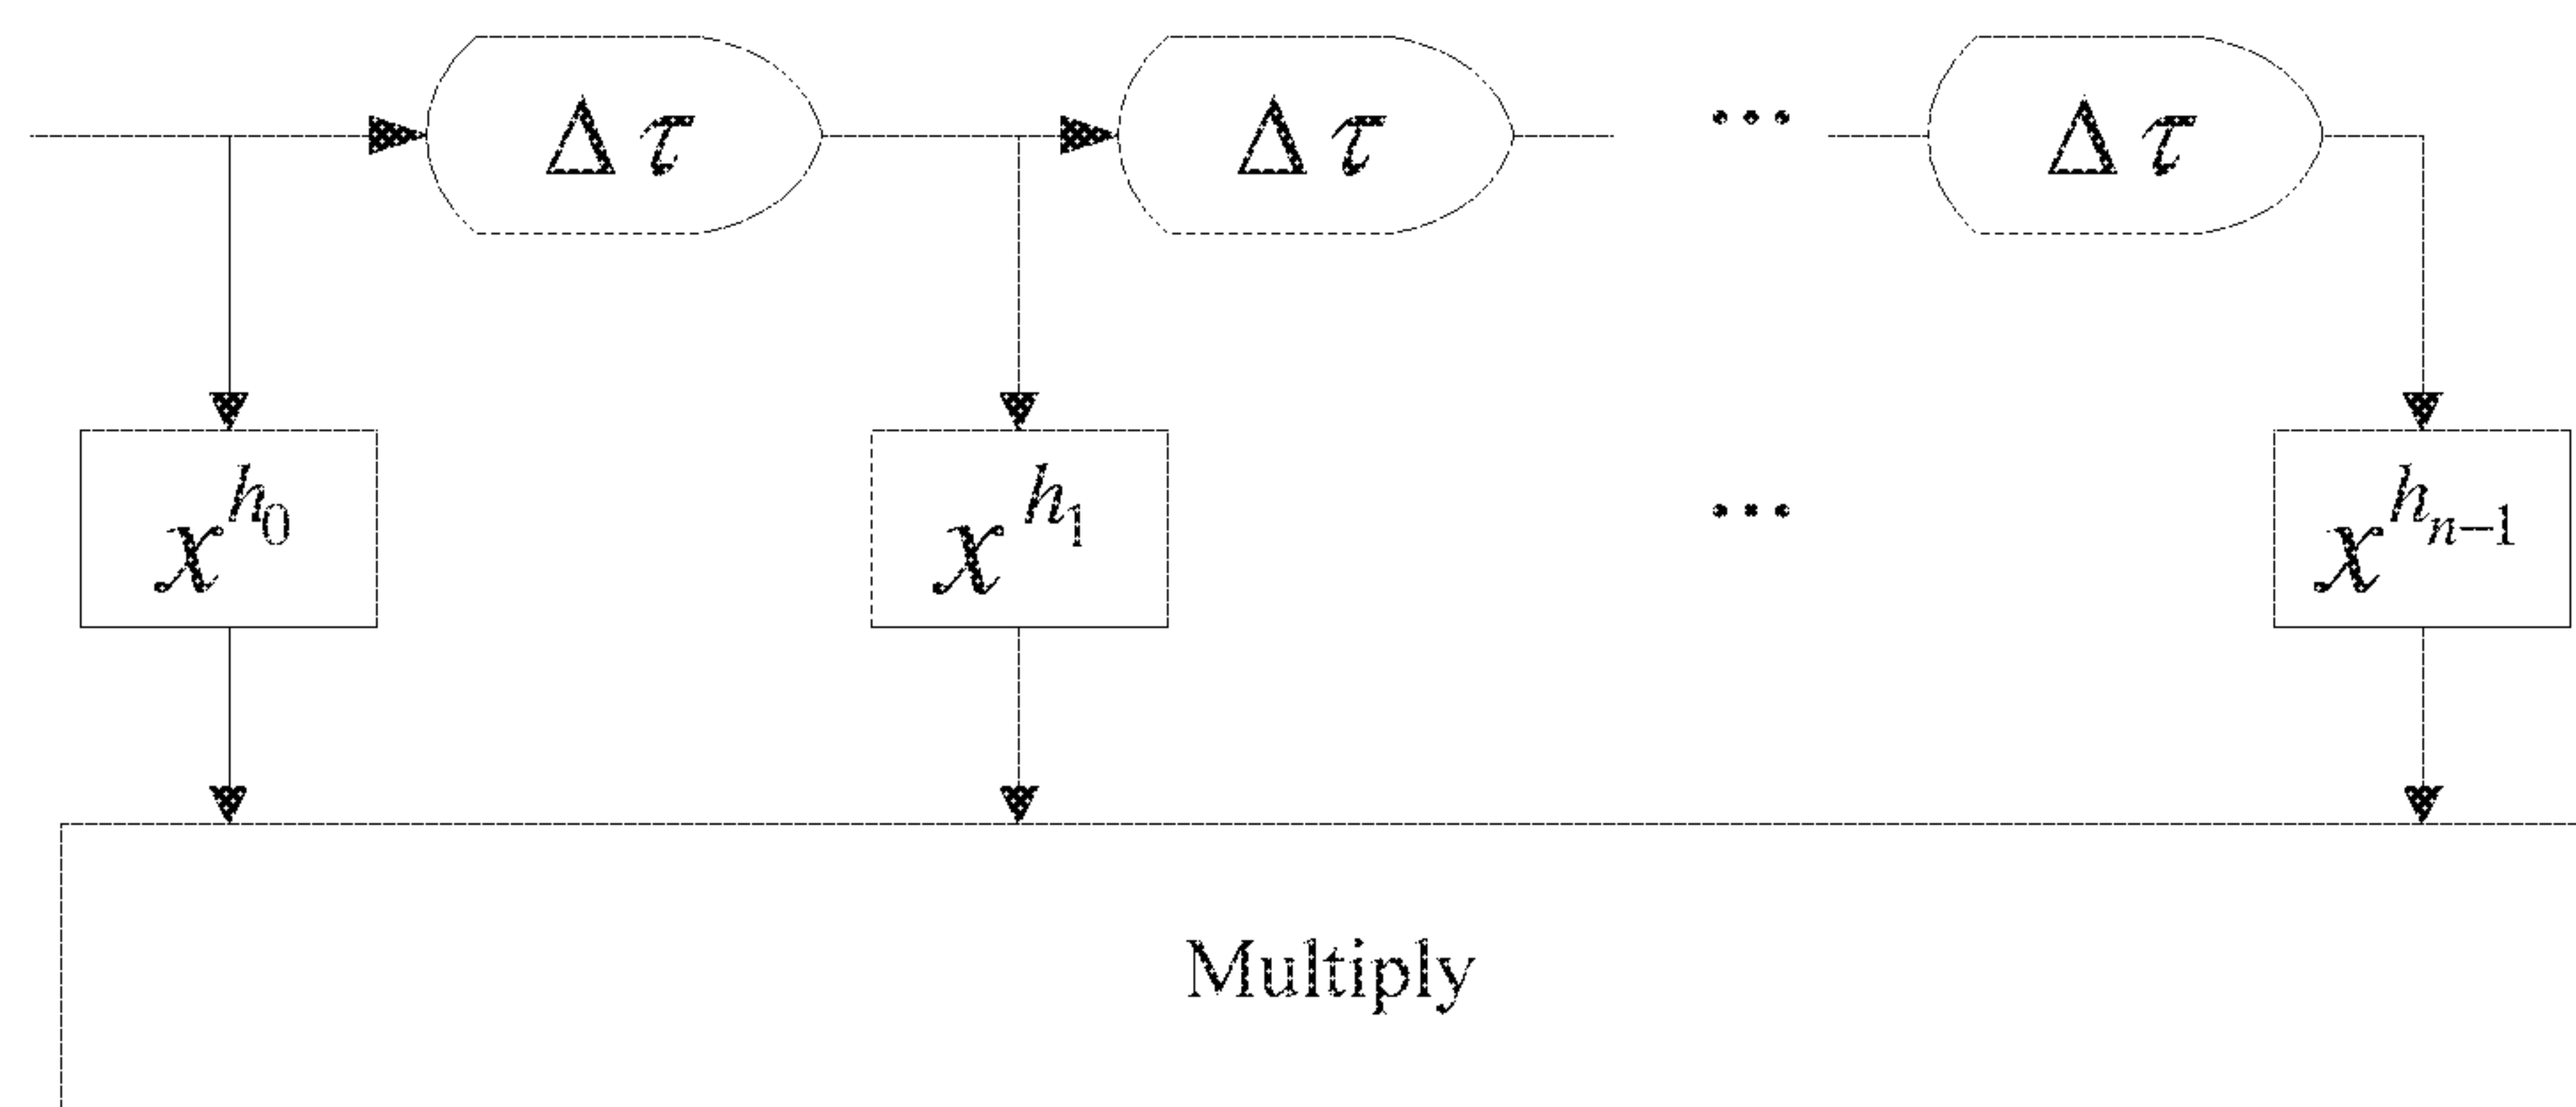 Δτ Δτ ... Δτ
x^{h_0} x^{h_1} ... x^{h_{n-1}}
Multiply